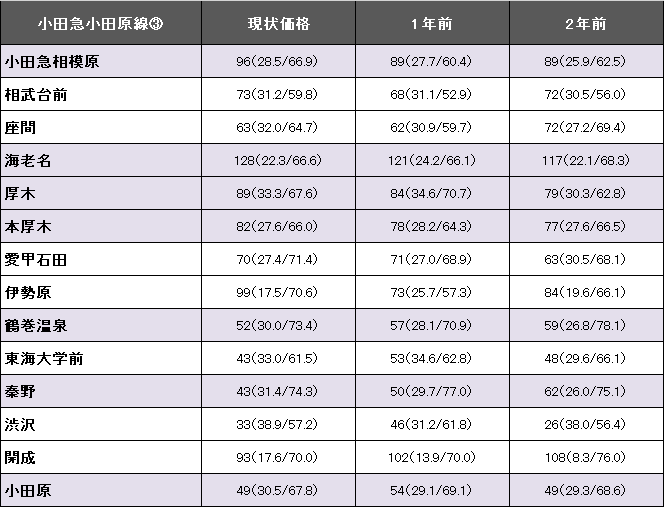 小田急小田原線③ 現状価格 1年前 2年前
小田急相模原 96(28.5/66.9) 89(27.7/60.4) 89(25.9/62.5)
相武台前 73(31.2/59.8) 68(31.1/52.9) 72(30.5/56.0)
座間 63(32.0/64.7) 62(30.9/59.7) 72(27.2/69.4)
海老名 128(22.3/66.6) 121(24.2/66.1) 117(22.1/68.3)
厚木 89(33.3/67.6) 84(34.6/70.7) 79(30.3/62.8)
本厚木 82(27.6/66.0) 78(28.2/64.3) 77(27.6/66.5)
愛甲石田 70(27.4/71.4) 71(27.0/68.9) 63(30.5/68.1)
伊勢原 99(17.5/70.6) 73(25.7/57.3) 84(19.6/66.1)
鶴巻温泉 52(30.0/73.4) 57(28.1/70.9) 59(26.8/78.1)
東海大学前 43(33.0/61.5) 53(34.6/62.8) 48(29.6/66.1)
秦野 43(31.4/74.3) 50(29.7/77.0) 62(26.0/75.1)
渋沢 33(38.9/57.2) 46(31.2/61.8) 26(38.0/56.4)
開成 93(17.6/70.0) 102(13.9/70.0) 108(8.3/76.0)
小田原 49(30.5/67.8) 54(29.1/69.1) 49(29.3/68.6)